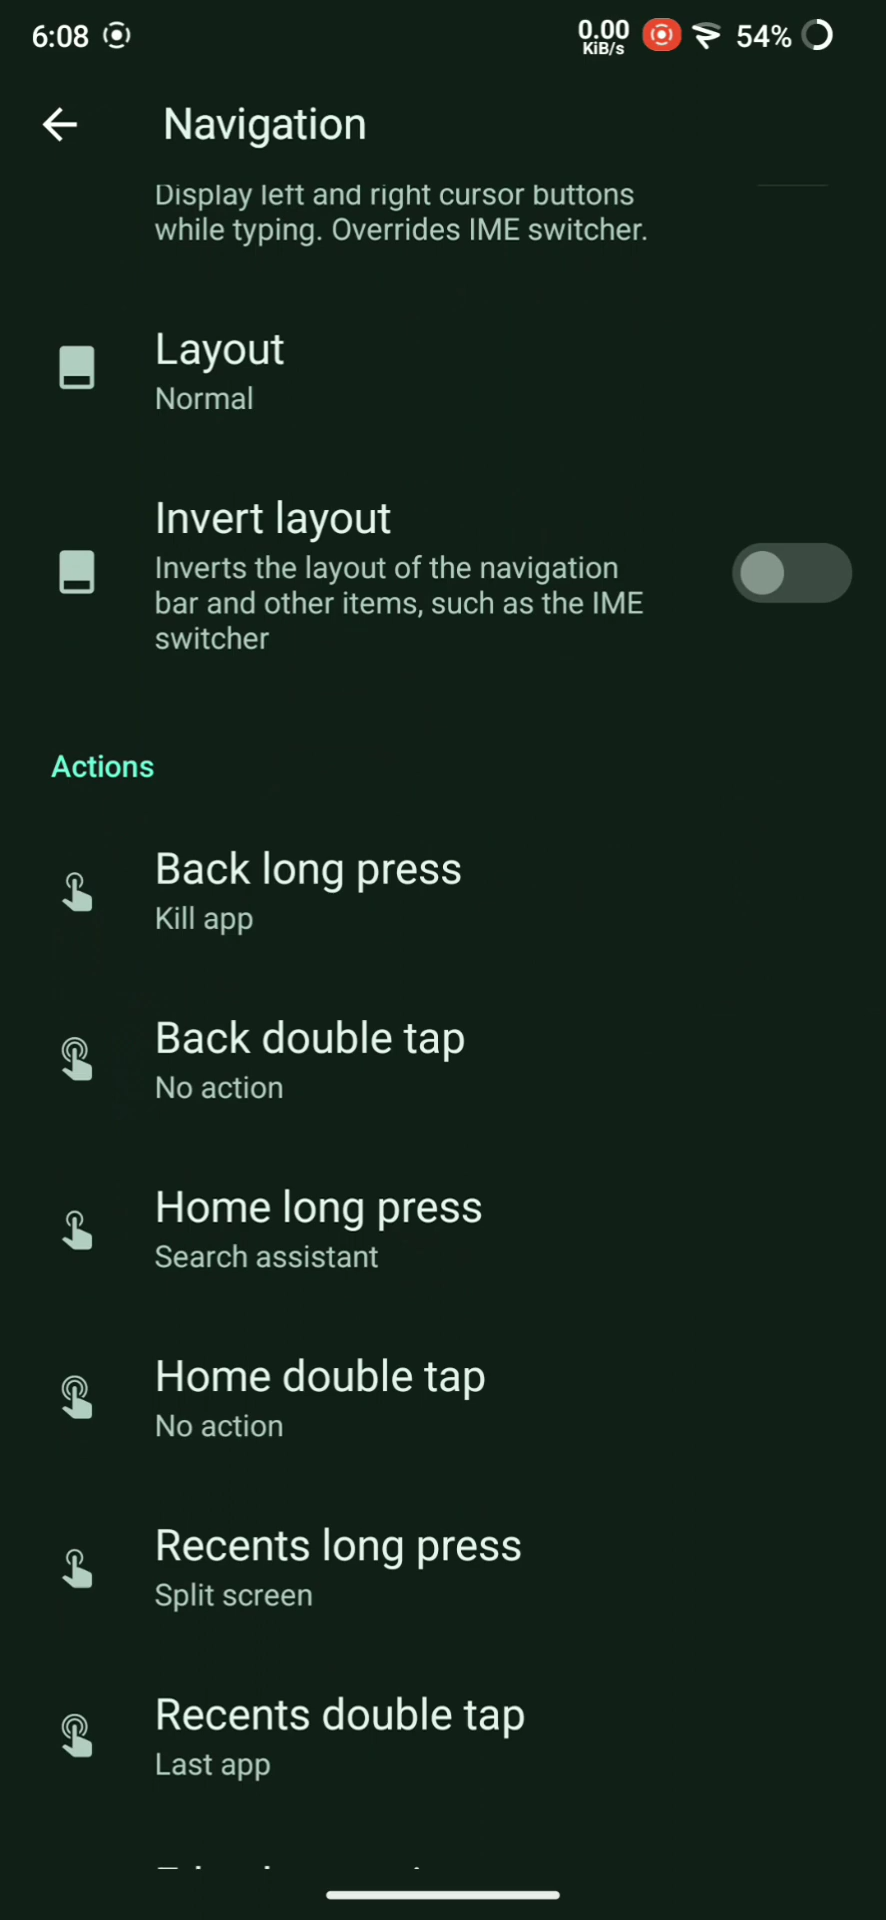 6:08
0.00
KiB/s
54%
Navigation
Display left and right cursor buttons
while typing. Overrides IME switcher.
Layout
Normal
Invert layout
Inverts the layout of the navigation
bar and other items, such as the IME
switcher
Actions
Back long press
Kill app
Back double tap
No action
Home long press
Search assistant
Home double tap
No action
Recents long press
Split screen
Recents double tap
Last app